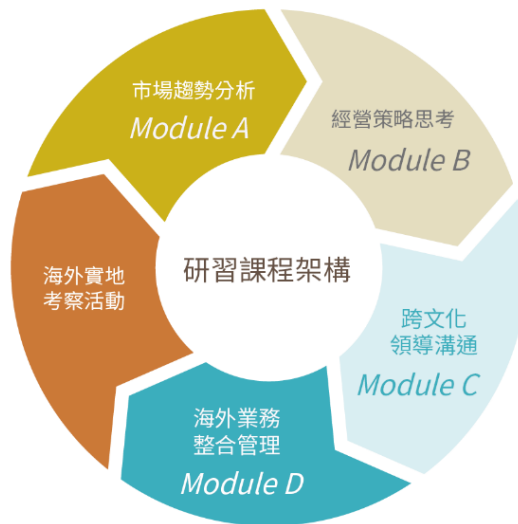 市場趨勢分析
Module A
經營策略思考
Module B
研習課程架構
海外實地
考察活動
跨文化
領導溝通
Module C
海外業務
整合管理
Module D